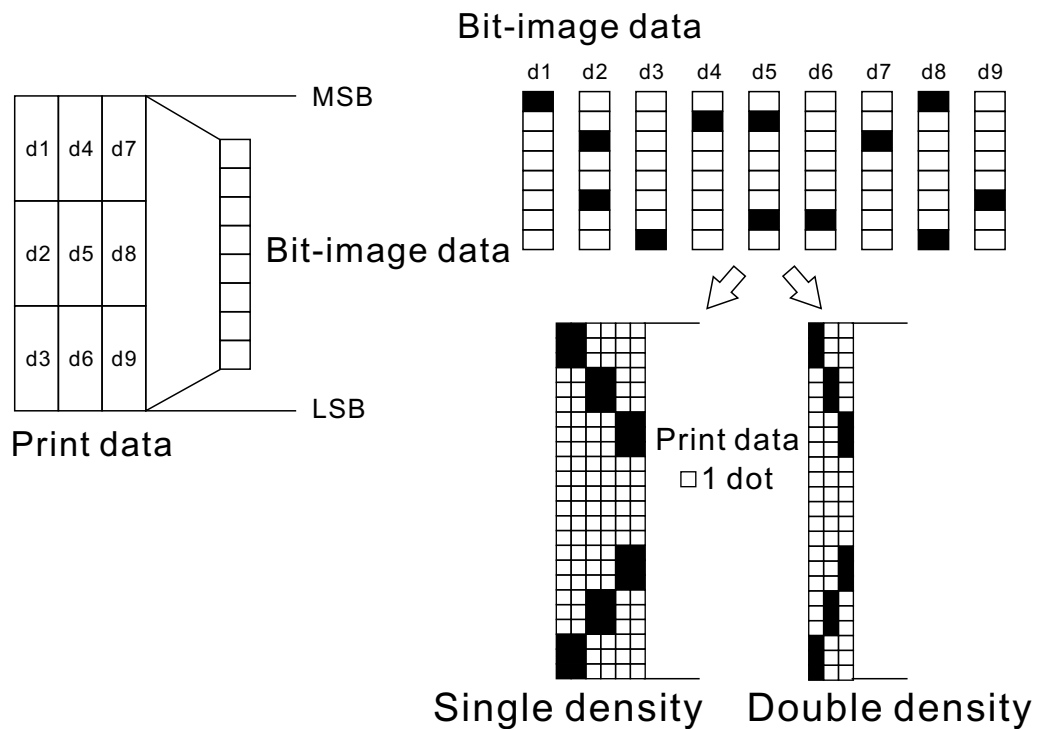 Bit-image data
d1 d2 d3 d4 d5 d6 d7 d8 d9
MSB
d1 d4 d7
d2 d5 d8
Bit-image data
d3 d6 d9
LSB
Print data
Print data
□1 dot
Single density
Double density